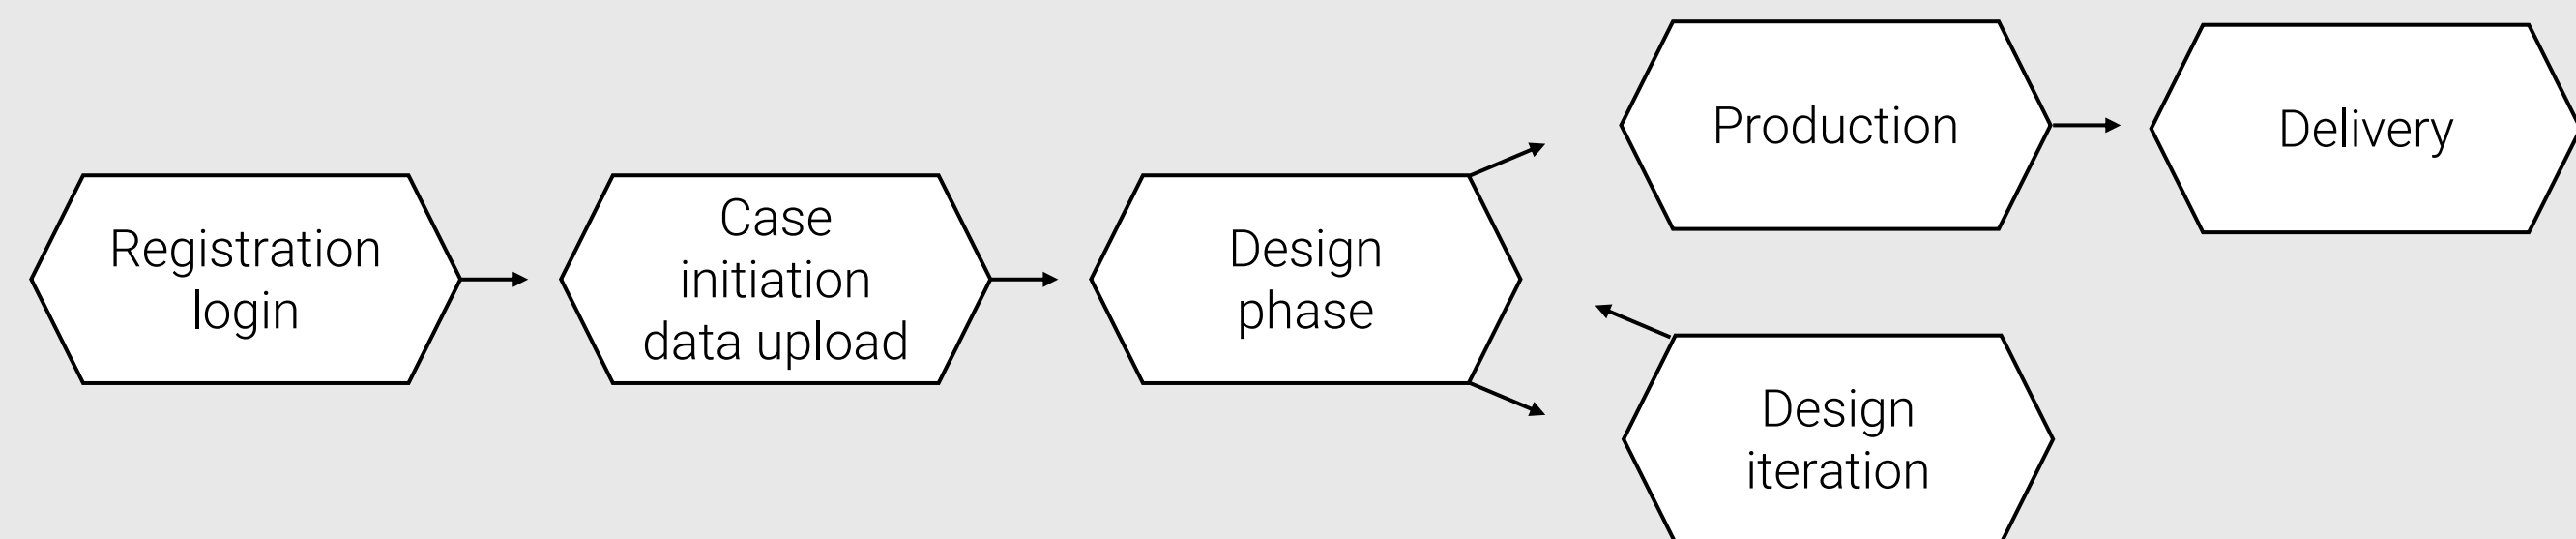 Registration
login
Case
initiation
data upload
Design
phase
Production
Delivery
Design
iteration